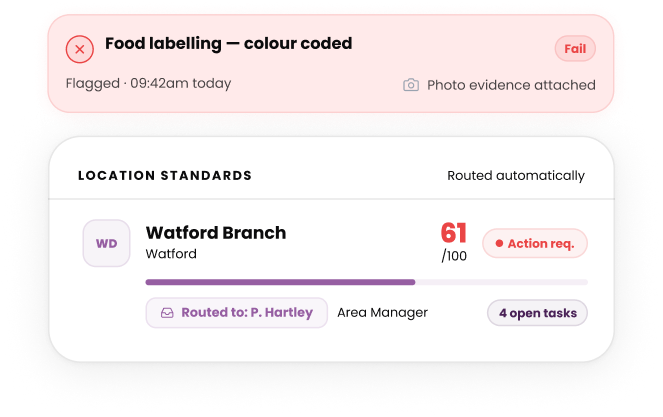 Food labelling — colour coded
Fail
Flagged · 09:42am today
Photo evidence attached
LOCATION STANDARDS
Routed automatically
WD
Watford Branch
Watford
61
/100
Action req.
Routed to: P. Hartley
Area Manager
4 open tasks